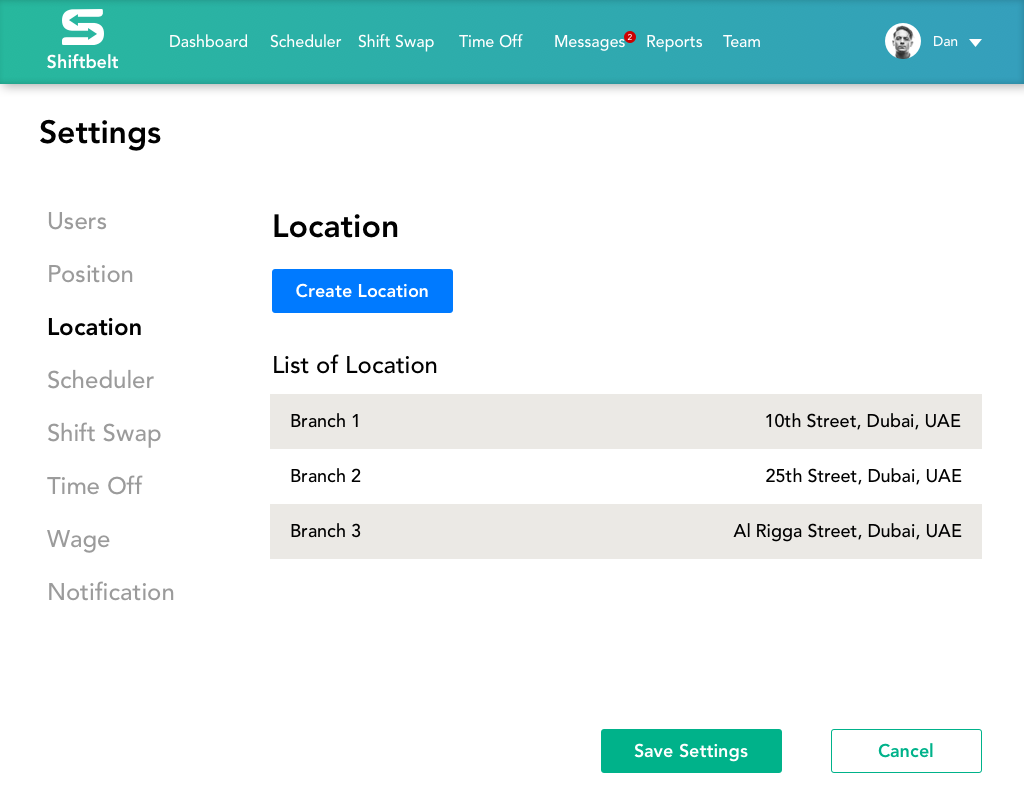 Shiftbelt
Dashboard Scheduler Shift Swap Time Off Messages 2 Reports Team Dan
Settings
Users
Position
Location
Scheduler
Shift Swap
Time Off
Wage
Notification
Location
Create Location
List of Location
Branch 1 10th Street, Dubai, UAE
Branch 2 25th Street, Dubai, UAE
Branch 3 Al Rigga Street, Dubai, UAE
Save Settings Cancel